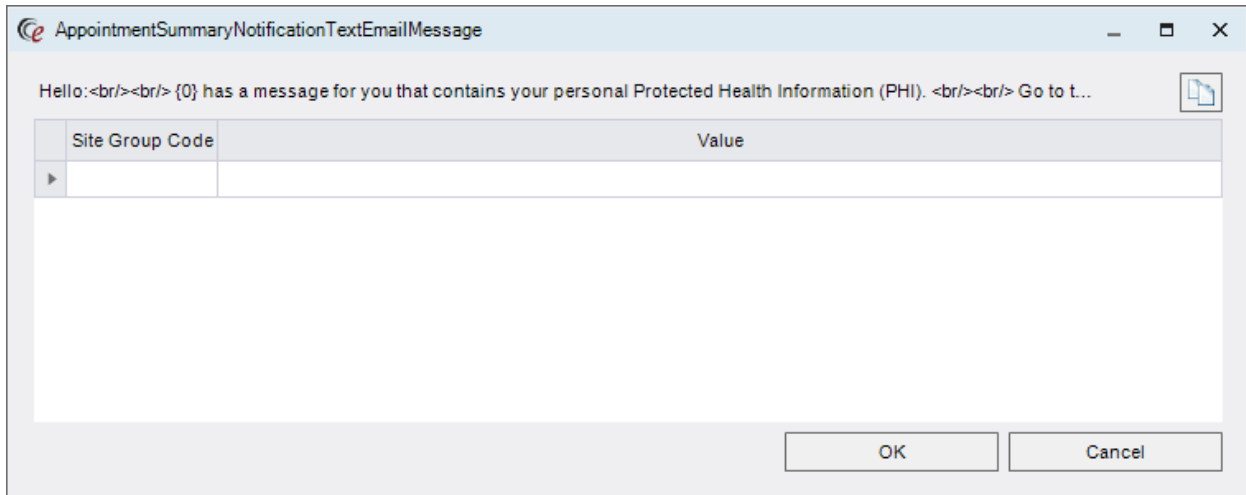 AppointmentSummaryNotificationTextEmailMessage
Hello:<br/><br/> {0} has a message for you that contains your personal Protected Health Information (PHI). <br/><br/> Go to t...
Site Group Code Value
OK Cancel